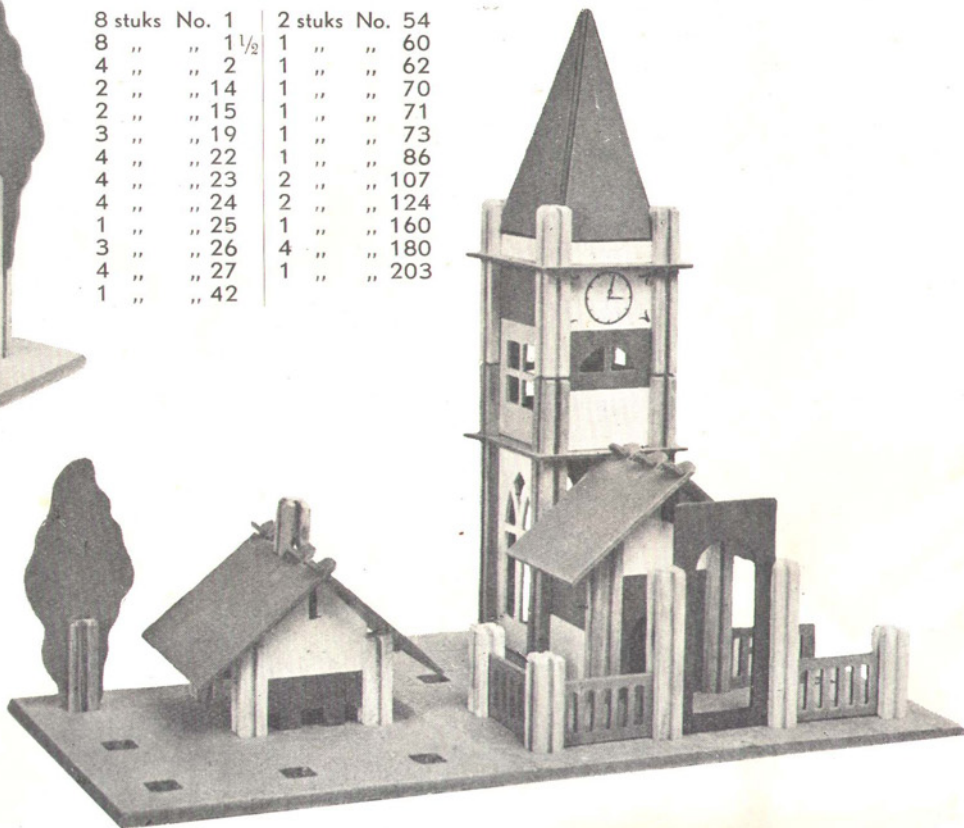 8 stuks No. 1
8 „ „ 1½
4 „ „ 2
2 „ „ 14
2 „ „ 15
3 „ „ 19
4 „ „ 22
4 „ „ 23
4 „ „ 24
1 „ „ 25
3 „ „ 26
4 „ „ 27
1 „ „ 42
2 stuks No. 54
1 „ „ 60
1 „ „ 62
1 „ „ 70
1 „ „ 71
1 „ „ 73
1 „ „ 86
2 „ „ 107
2 „ „ 124
1 „ „ 160
4 „ „ 180
1 „ „ 203